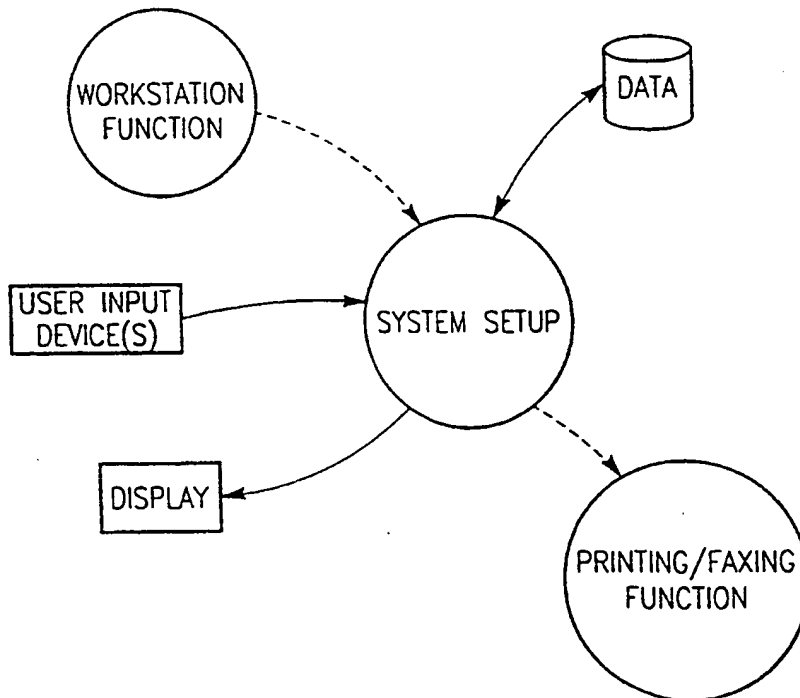 WORKSTATION
FUNCTION
DATA
USER INPUT
DEVICE(S)
SYSTEM SETUP
DISPLAY
PRINTING/FAXING
FUNCTION